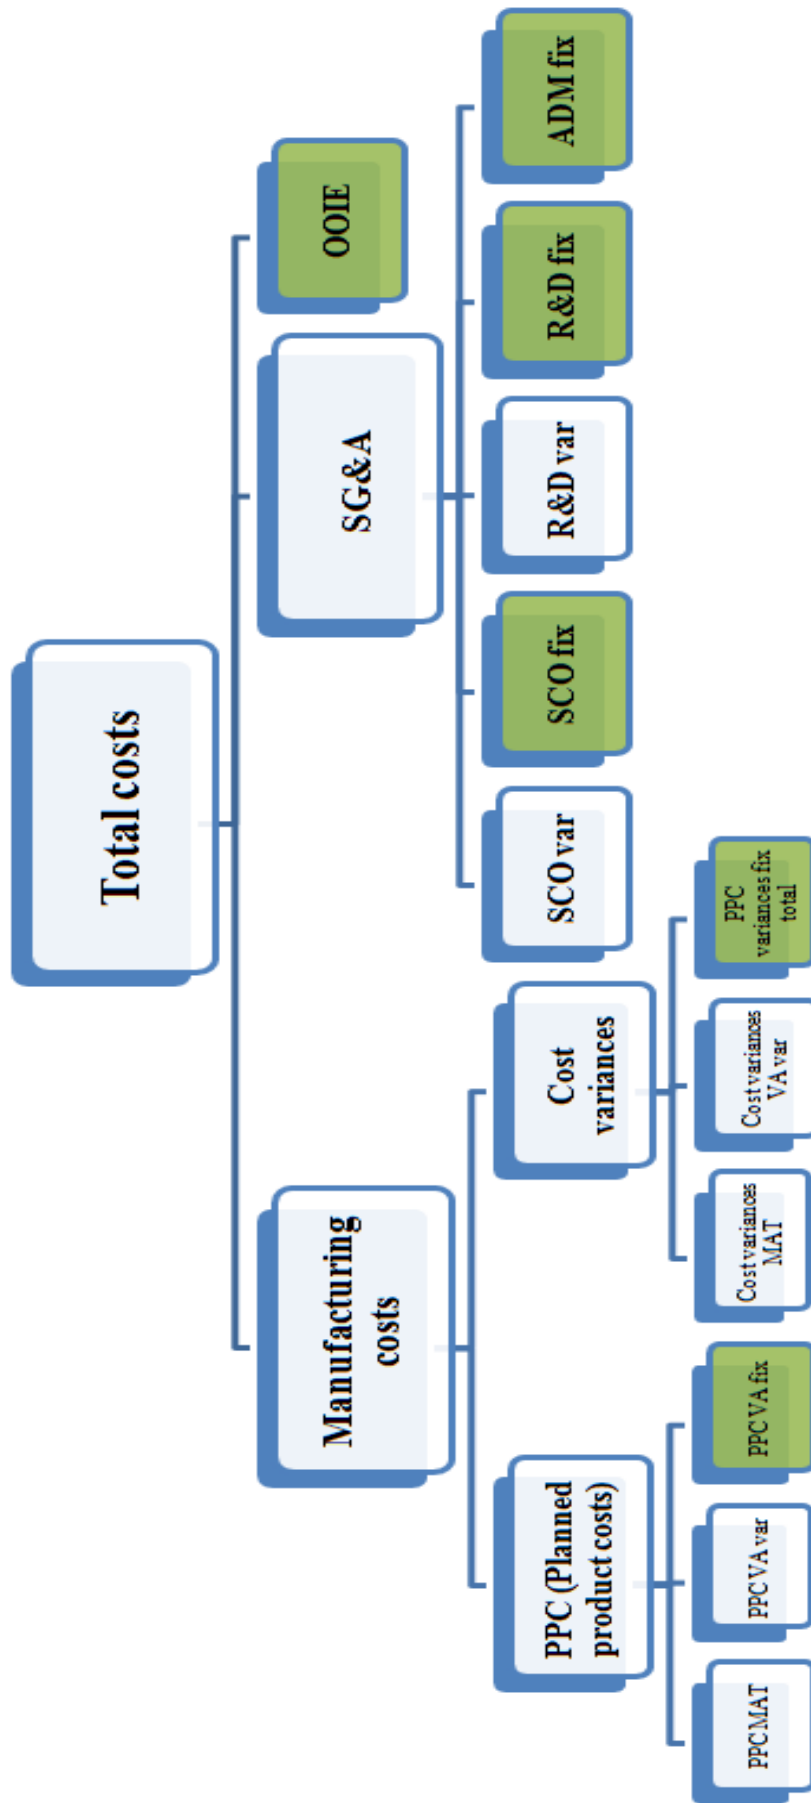 Total costs
Manufacturing
costs
SG&A
OOIE
PPC (Planned
product costs)
Cost
variances
SCO var
SCO fix
R&D var
R&D fix
ADM fix
PPC MAT
PPC VA var
PPC VA fix
Cost variances
MAT
Cost variances
VA var
PPC
variances fix
total